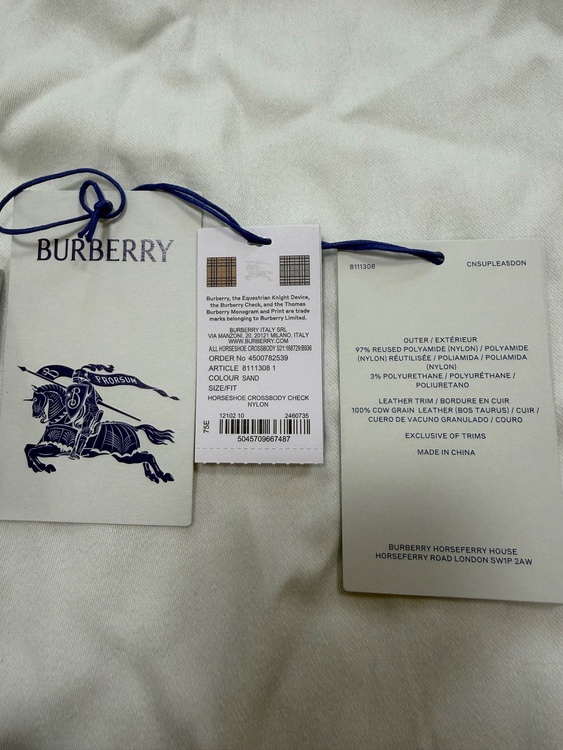 BURBERRY
PRORSUM
Burberry, the Equestrian Knight Device,
the Burberry Check, and the Thomas
Burberry Monogram and Print are trade
marks belonging to Burberry Limited.
BURBERRY ITALY SRL
VIA MANZONI, 20, 20121 MILANO, ITALY
WWW.BURBERRY.COM
ORDER No 4500782539
ARTICLE 8111308 1
COLOUR SAND
SIZE/FIT
HORSESHOE CROSSBODY CHECK
NYLON
12102 10 2460735
75E
5045709667487
8111308 CNSUPLEA5DON
OUTER / EXTÉRIEUR
97% REUSED POLYAMIDE (NYLON) / POLYAMIDE
(NYLON) RÉUTILISÉE / POLIAMIDA / POLIAMIDA
(NYLON)
3% POLYURETHANE / POLYURÉTHANE /
POLIURETANO
LEATHER TRIM / BORDURE EN CUIR
100% COW GRAIN LEATHER (BOS TAURUS) / CUIR /
CUERO DE VACUNO GRANULADO / COURO
EXCLUSIVE OF TRIMS
MADE IN CHINA
BURBERRY HORSEFERRY HOUSE
HORSEFERRY ROAD LONDON SW1P 2AW